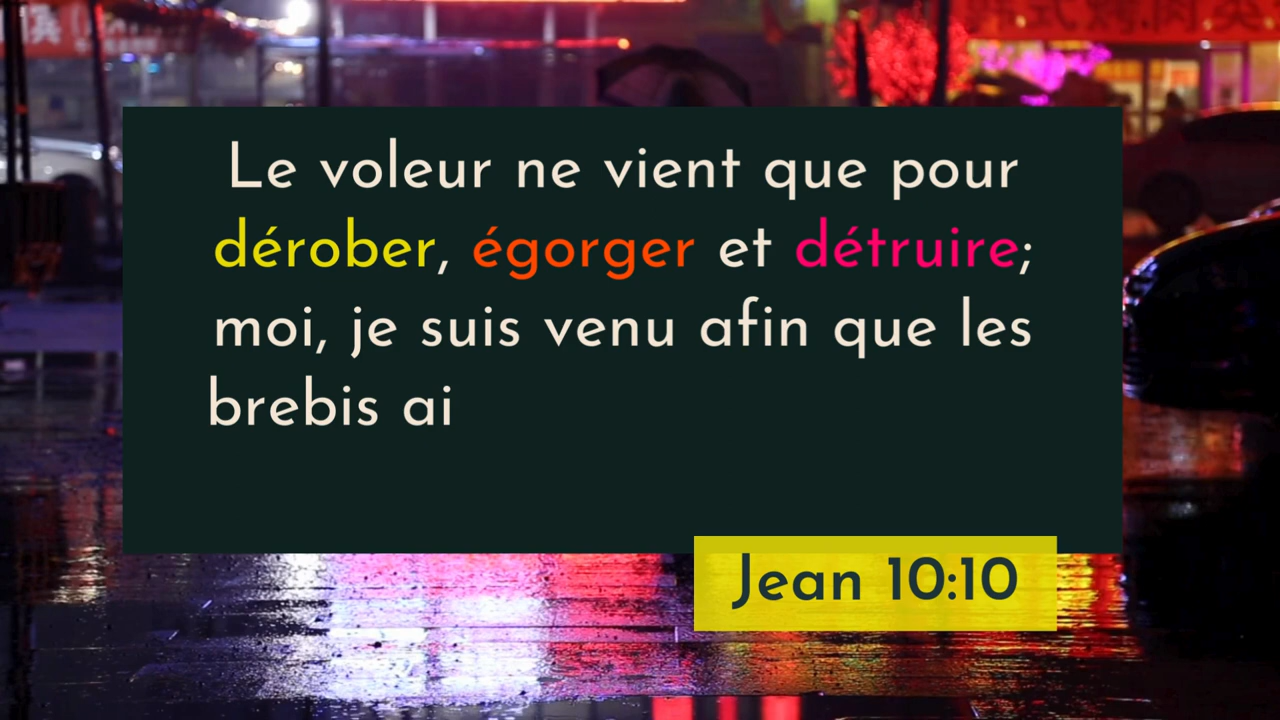 Le voleur ne vient que pour
dérober, égorger et détruire;
moi, je suis venu afin que les
brebis ai
Jean 10:10